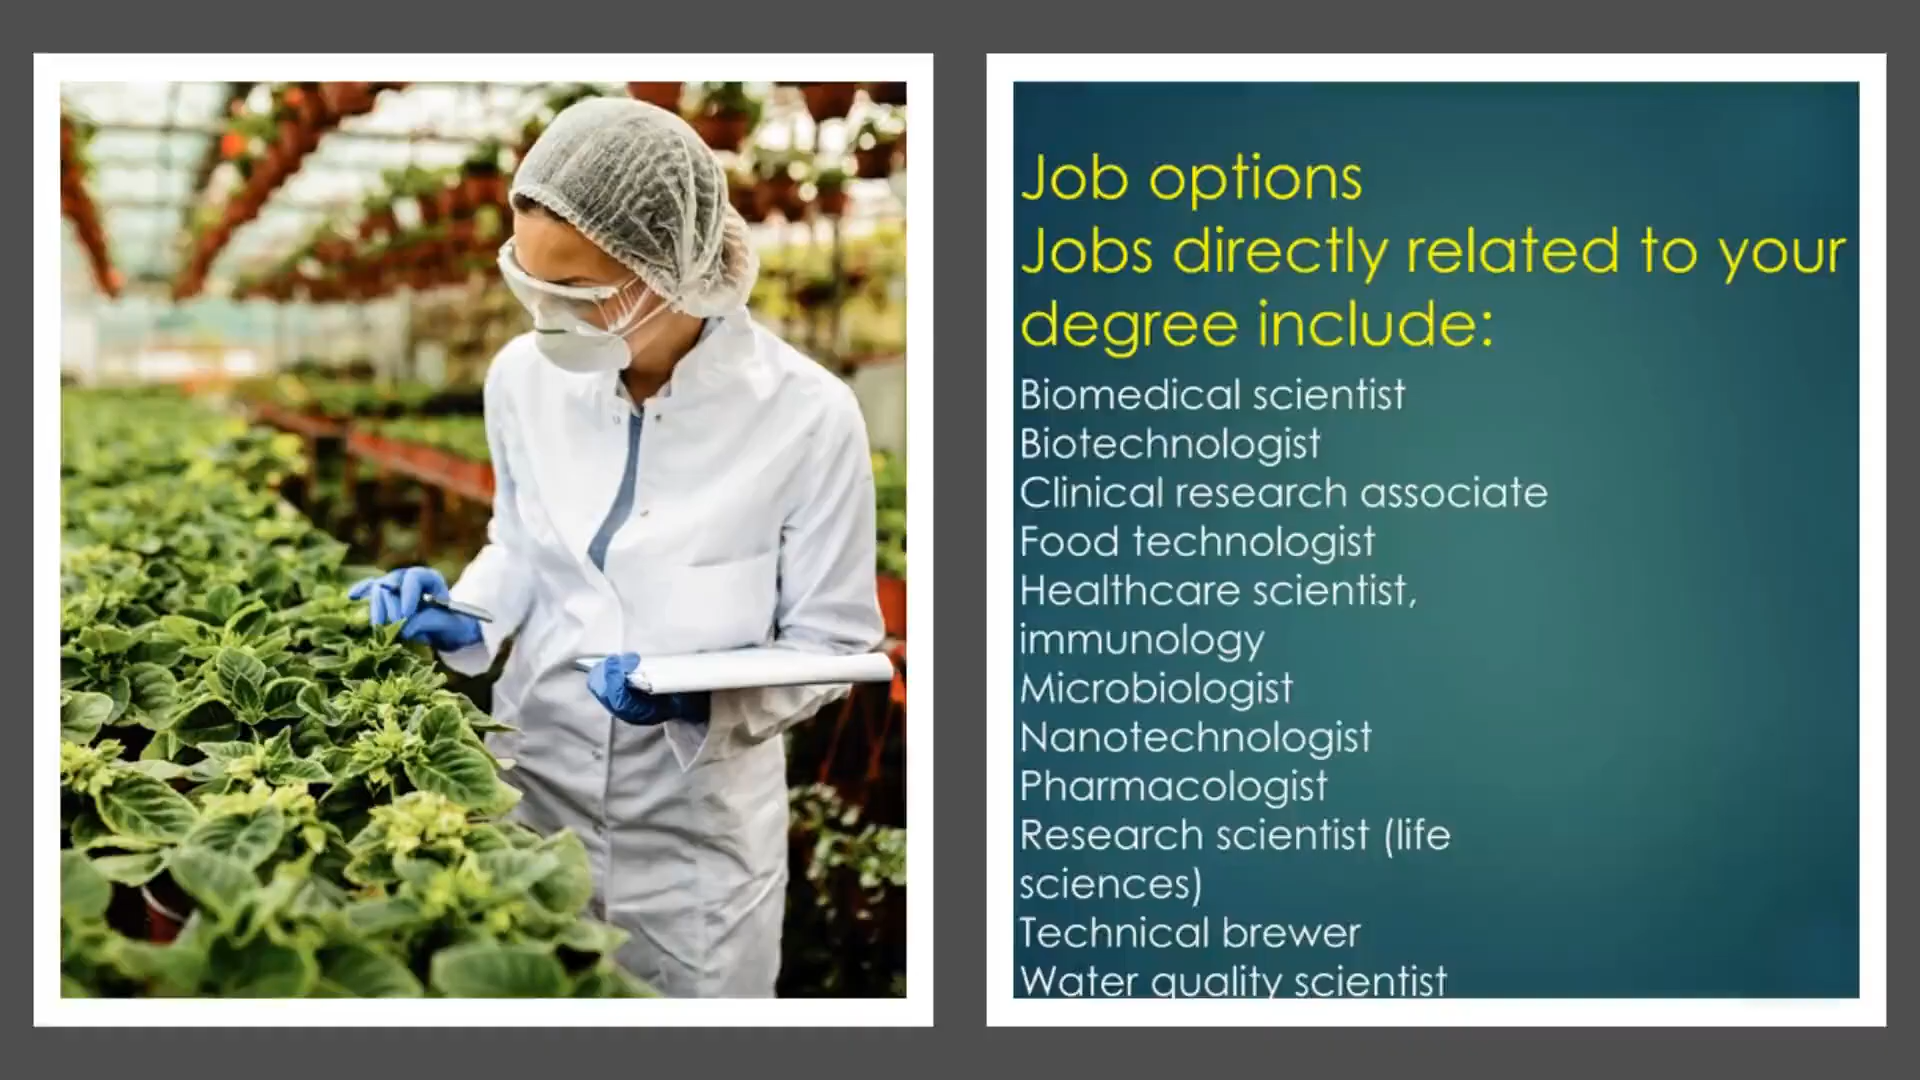 Job options
Jobs directly related to your
degree include:
Biomedical scientist
Biotechnologist
Clinical research associate
Food technologist
Healthcare scientist,
immunology
Microbiologist
Nanotechnologist
Pharmacologist
Research scientist (life
sciences)
Technical brewer
Water quality scientist